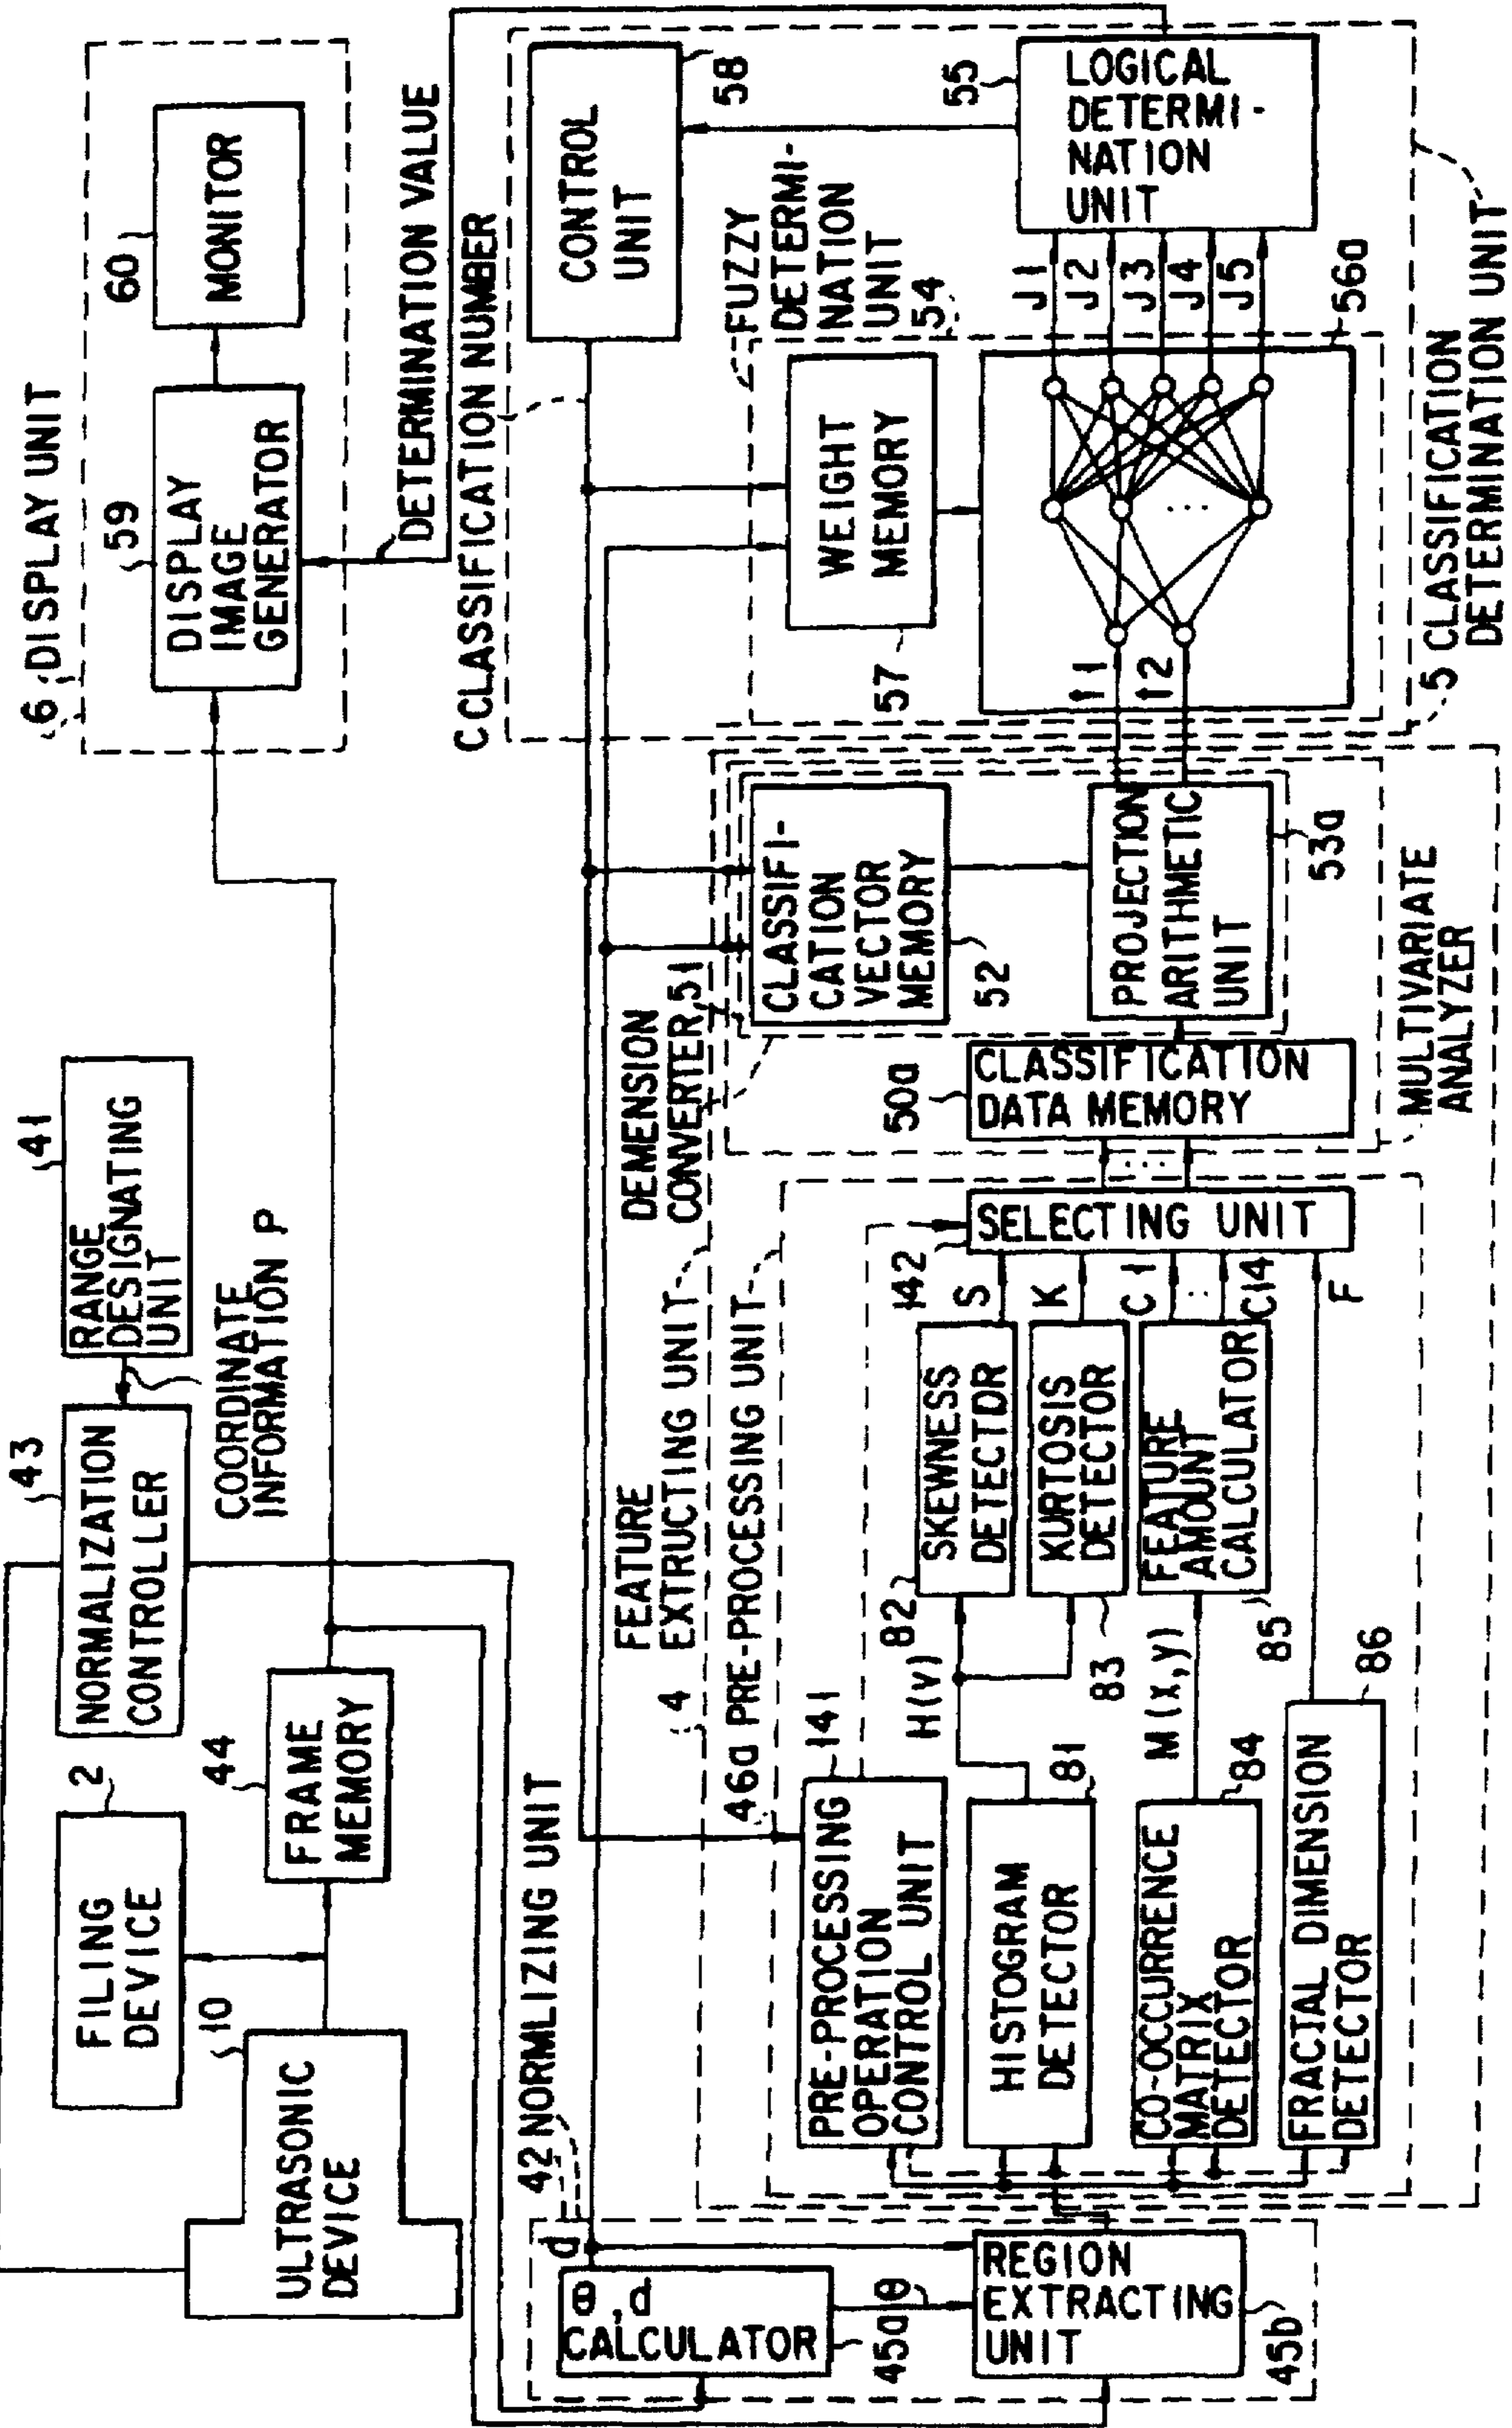 6 DISPLAY UNIT
59
DISPLAY
IMAGE
GENERATOR
60
MONITOR
DETERMINATION VALUE
41
RANGE
DESIGNATING
UNIT
COORDINATE
INFORMATION P
43
NORMALIZATION
CONTROLLER
2
FILING
DEVICE
44
FRAME
MEMORY
10
ULTRASONIC
DEVICE
42 NORMLIZING UNIT
d
θ,d
CALCULATOR
45a
θ
REGION
EXTRACTING
UNIT
45b
4
FEATURE
EXTRUCTING UNIT
46a PRE-PROCESSING UNIT
141
PRE-PROCESSING
OPERATION
CONTROL UNIT
HISTOGRAM
DETECTOR
81
CO-OCCURRENCE
MATRIX
DETECTOR
84
FRACIAL DIMENSION
DETECTOR
86
H(v)
M(x,y)
82
SKEWNESS
DETECTOR
KURTOSIS
DETECTOR
83
FEATURE
AMOUNT
CALCULATOR
85
S
K
C1
...
C14
F
142
SELECTING UNIT
...
50a
CLASSIFICATION
DATA MEMORY
MULTIVARIATE
ANALYZER
DEMENSION
CONVERTER 51
CLASSIFI-
CATION
VECTOR
MEMORY
52
PROJECTION
ARITHMETIC
UNIT
53a
C CLASSIFICATION NUMBER
CONTROL
UNIT
58
FUZZY
DETERMI-
NATION
UNIT
54
WEIGHT
MEMORY
57
t1
t2
...
56a
J1
J2
J3
J4
J5
55
LOGICAL
DETERMI-
NATION
UNIT
5 CLASSIFICATION
DETERMINATION UNIT